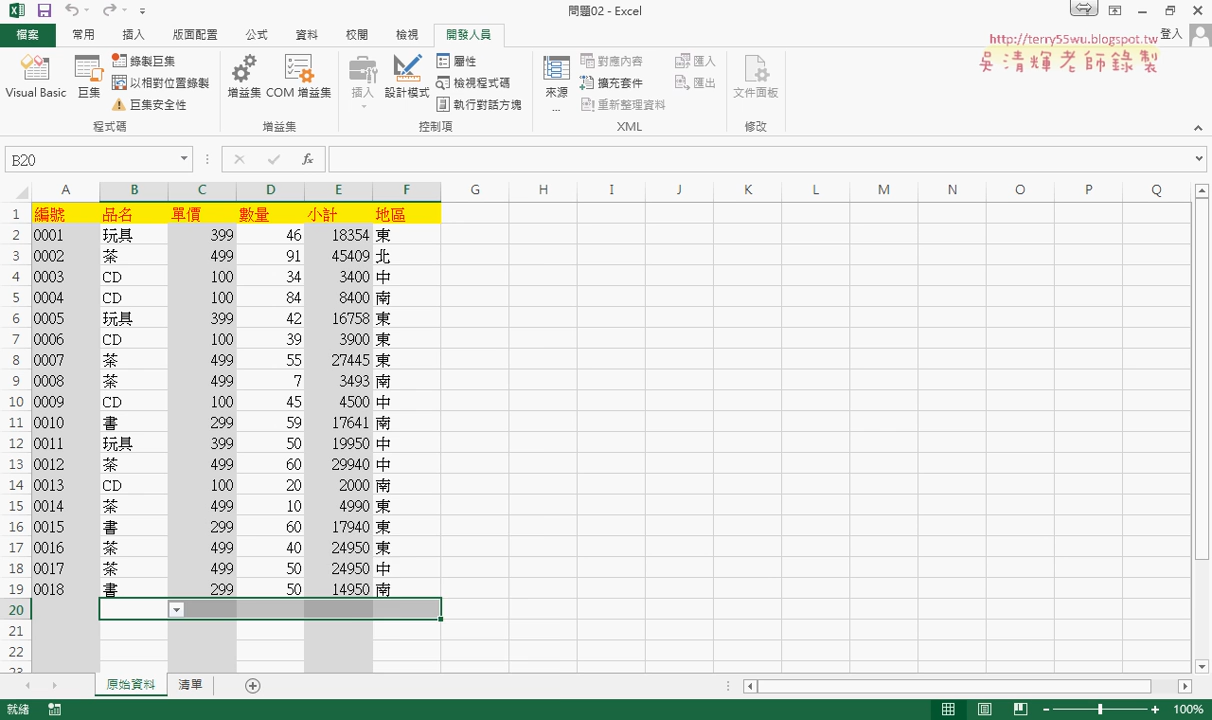 問題02 - Excel
登入
http://terry55wu.blogspot.tw
吳清輝老師錄製
檔案 常用 插入 版面配置 公式 資料 校閱 檢視 開發人員
Visual Basic
巨集
錄製巨集
以相對位置錄製
巨集安全性
程式碼
增益集
COM 增益集
增益集
插入
設計模式
屬性
檢視程式碼
執行對話方塊
控制項
來源
...
對應內容
擴充套件
重新整理資料
匯入
匯出
XML
文件面板
修改
B20
fx
A B C D E F G H I J K L M N O P Q
1 編號 品名 單價 數量 小計 地區
2 0001 玩具 399 46 18354 東
3 0002 茶 499 91 45409 北
4 0003 CD 100 34 3400 中
5 0004 CD 100 84 8400 南
6 0005 玩具 399 42 16758 東
7 0006 CD 100 39 3900 東
8 0007 茶 499 55 27445 東
9 0008 茶 499 7 3493 南
10 0009 CD 100 45 4500 中
11 0010 書 299 59 17641 南
12 0011 玩具 399 50 19950 中
13 0012 茶 499 60 29940 中
14 0013 CD 100 20 2000 南
15 0014 茶 499 10 4990 東
16 0015 書 299 60 17940 東
17 0016 茶 499 40 24950 東
18 0017 茶 499 50 24950 中
19 0018 書 299 50 14950 南
20
21
22
23
原始資料 清單
就緒
100%